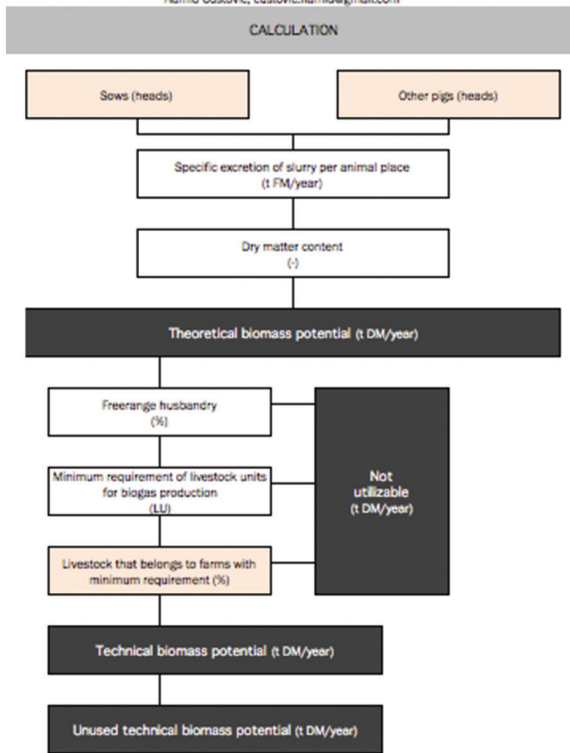 CALCULATION
Sows (heads)
Other pigs (heads)
Specific excretion of slurry per animal place
(t FM/year)
Dry matter content
(-)
Theoretical biomass potential (t DM/year)
Freerange husbandry
(%)
Minimum requirement of livestock units
for biogas production
(LU)
Not
utilizable
(t DM/year)
Livestock that belongs to farms with
minimum requirement (%)
Technical biomass potential (t DM/year)
Unused technical biomass potential (t DM/year)